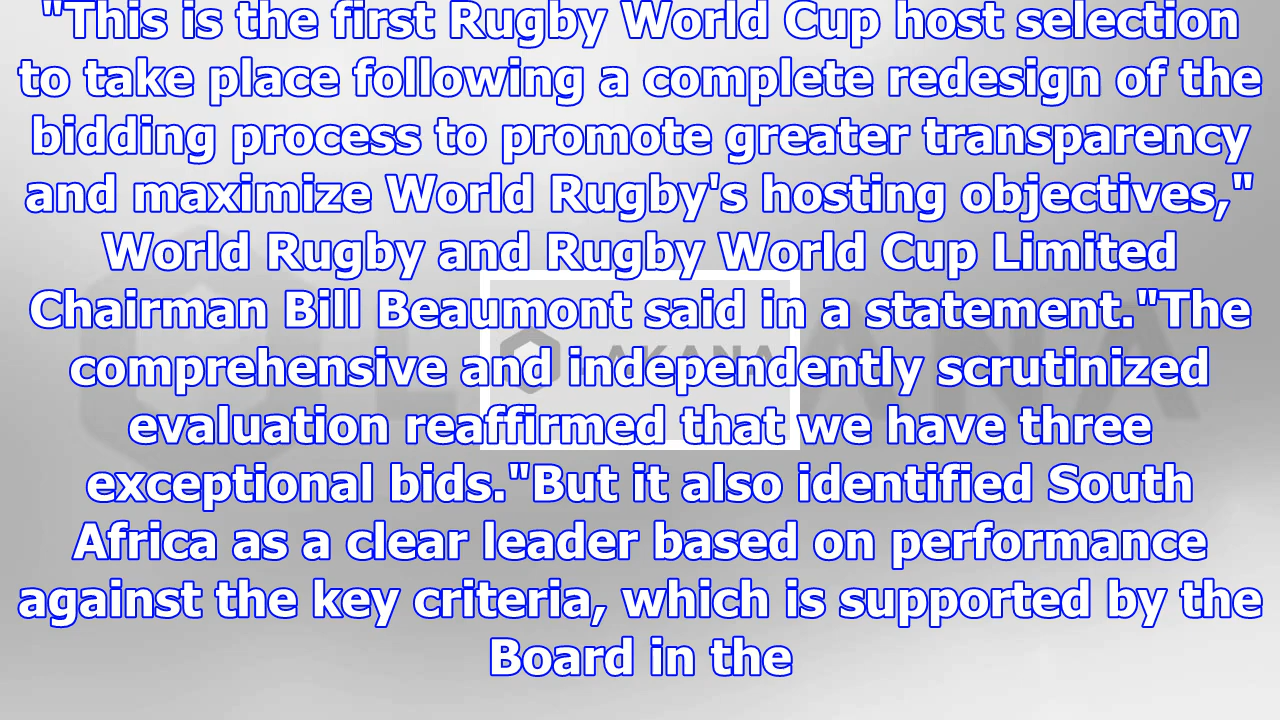 "This is the first Rugby World Cup host selection
to take place following a complete redesign of the
bidding process to promote greater transparency
and maximize World Rugby's hosting objectives,"
World Rugby and Rugby World Cup Limited
Chairman Bill Beaumont said in a statement."The
comprehensive and independently scrutinized
evaluation reaffirmed that we have three
exceptional bids."But it also identified South
Africa as a clear leader based on performance
against the key criteria, which is supported by the
Board in the